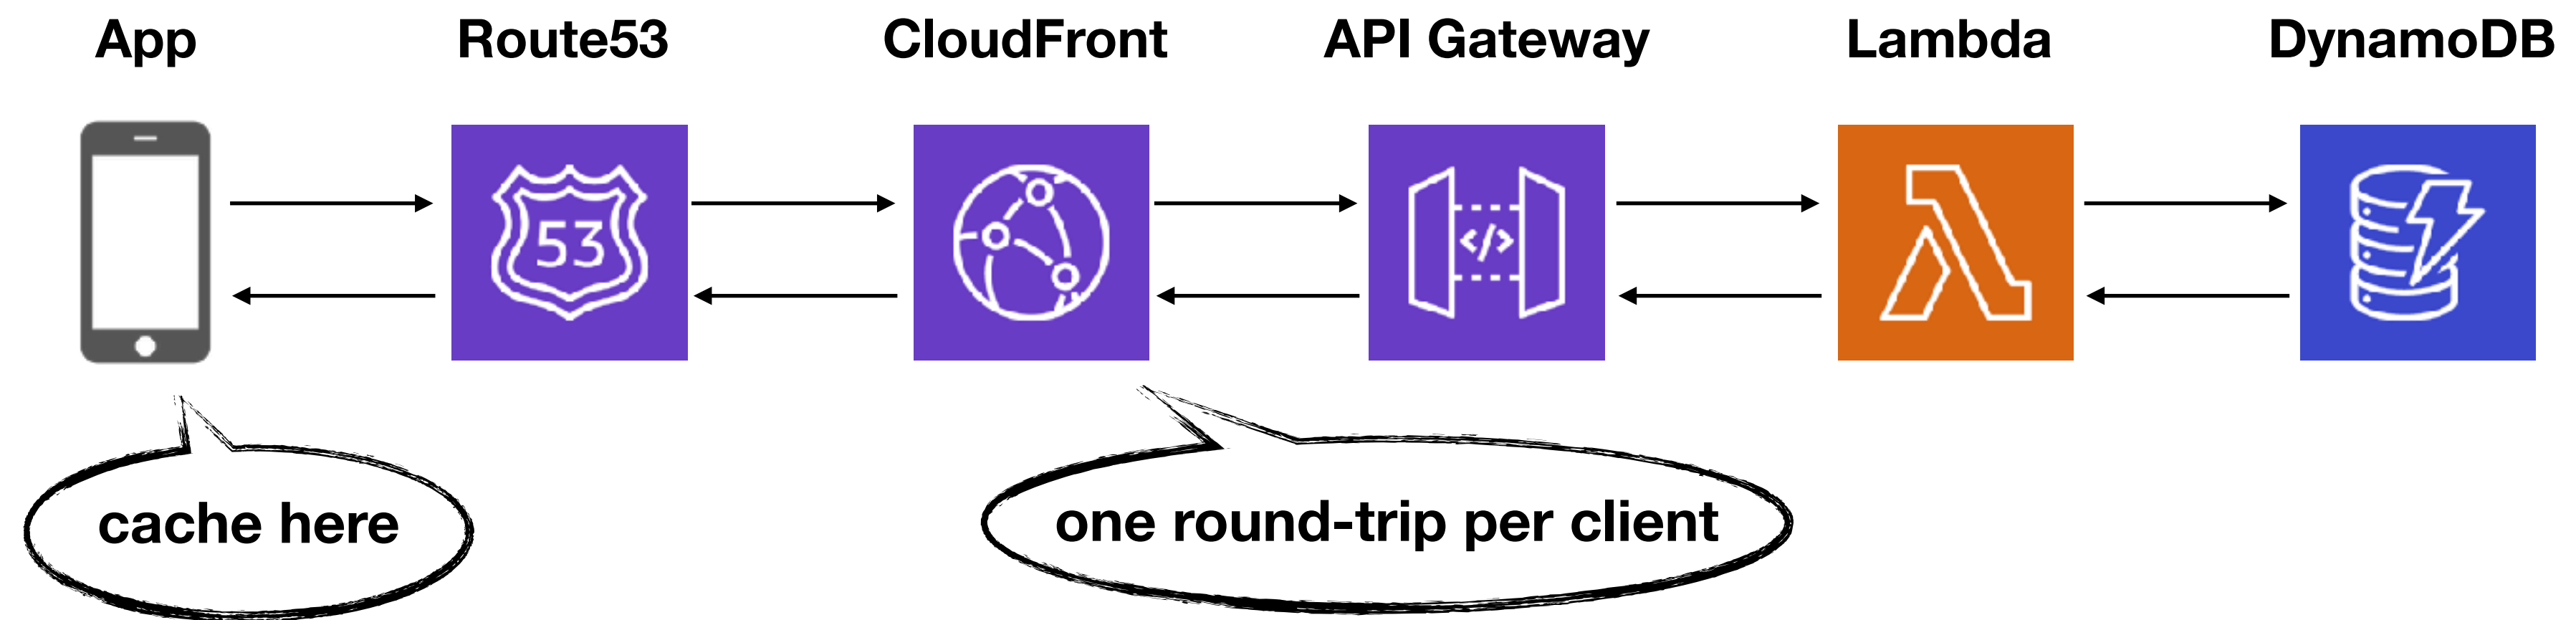 App
Route53
CloudFront
API Gateway
Lambda
DynamoDB
53
</>
cache here
one round-trip per client